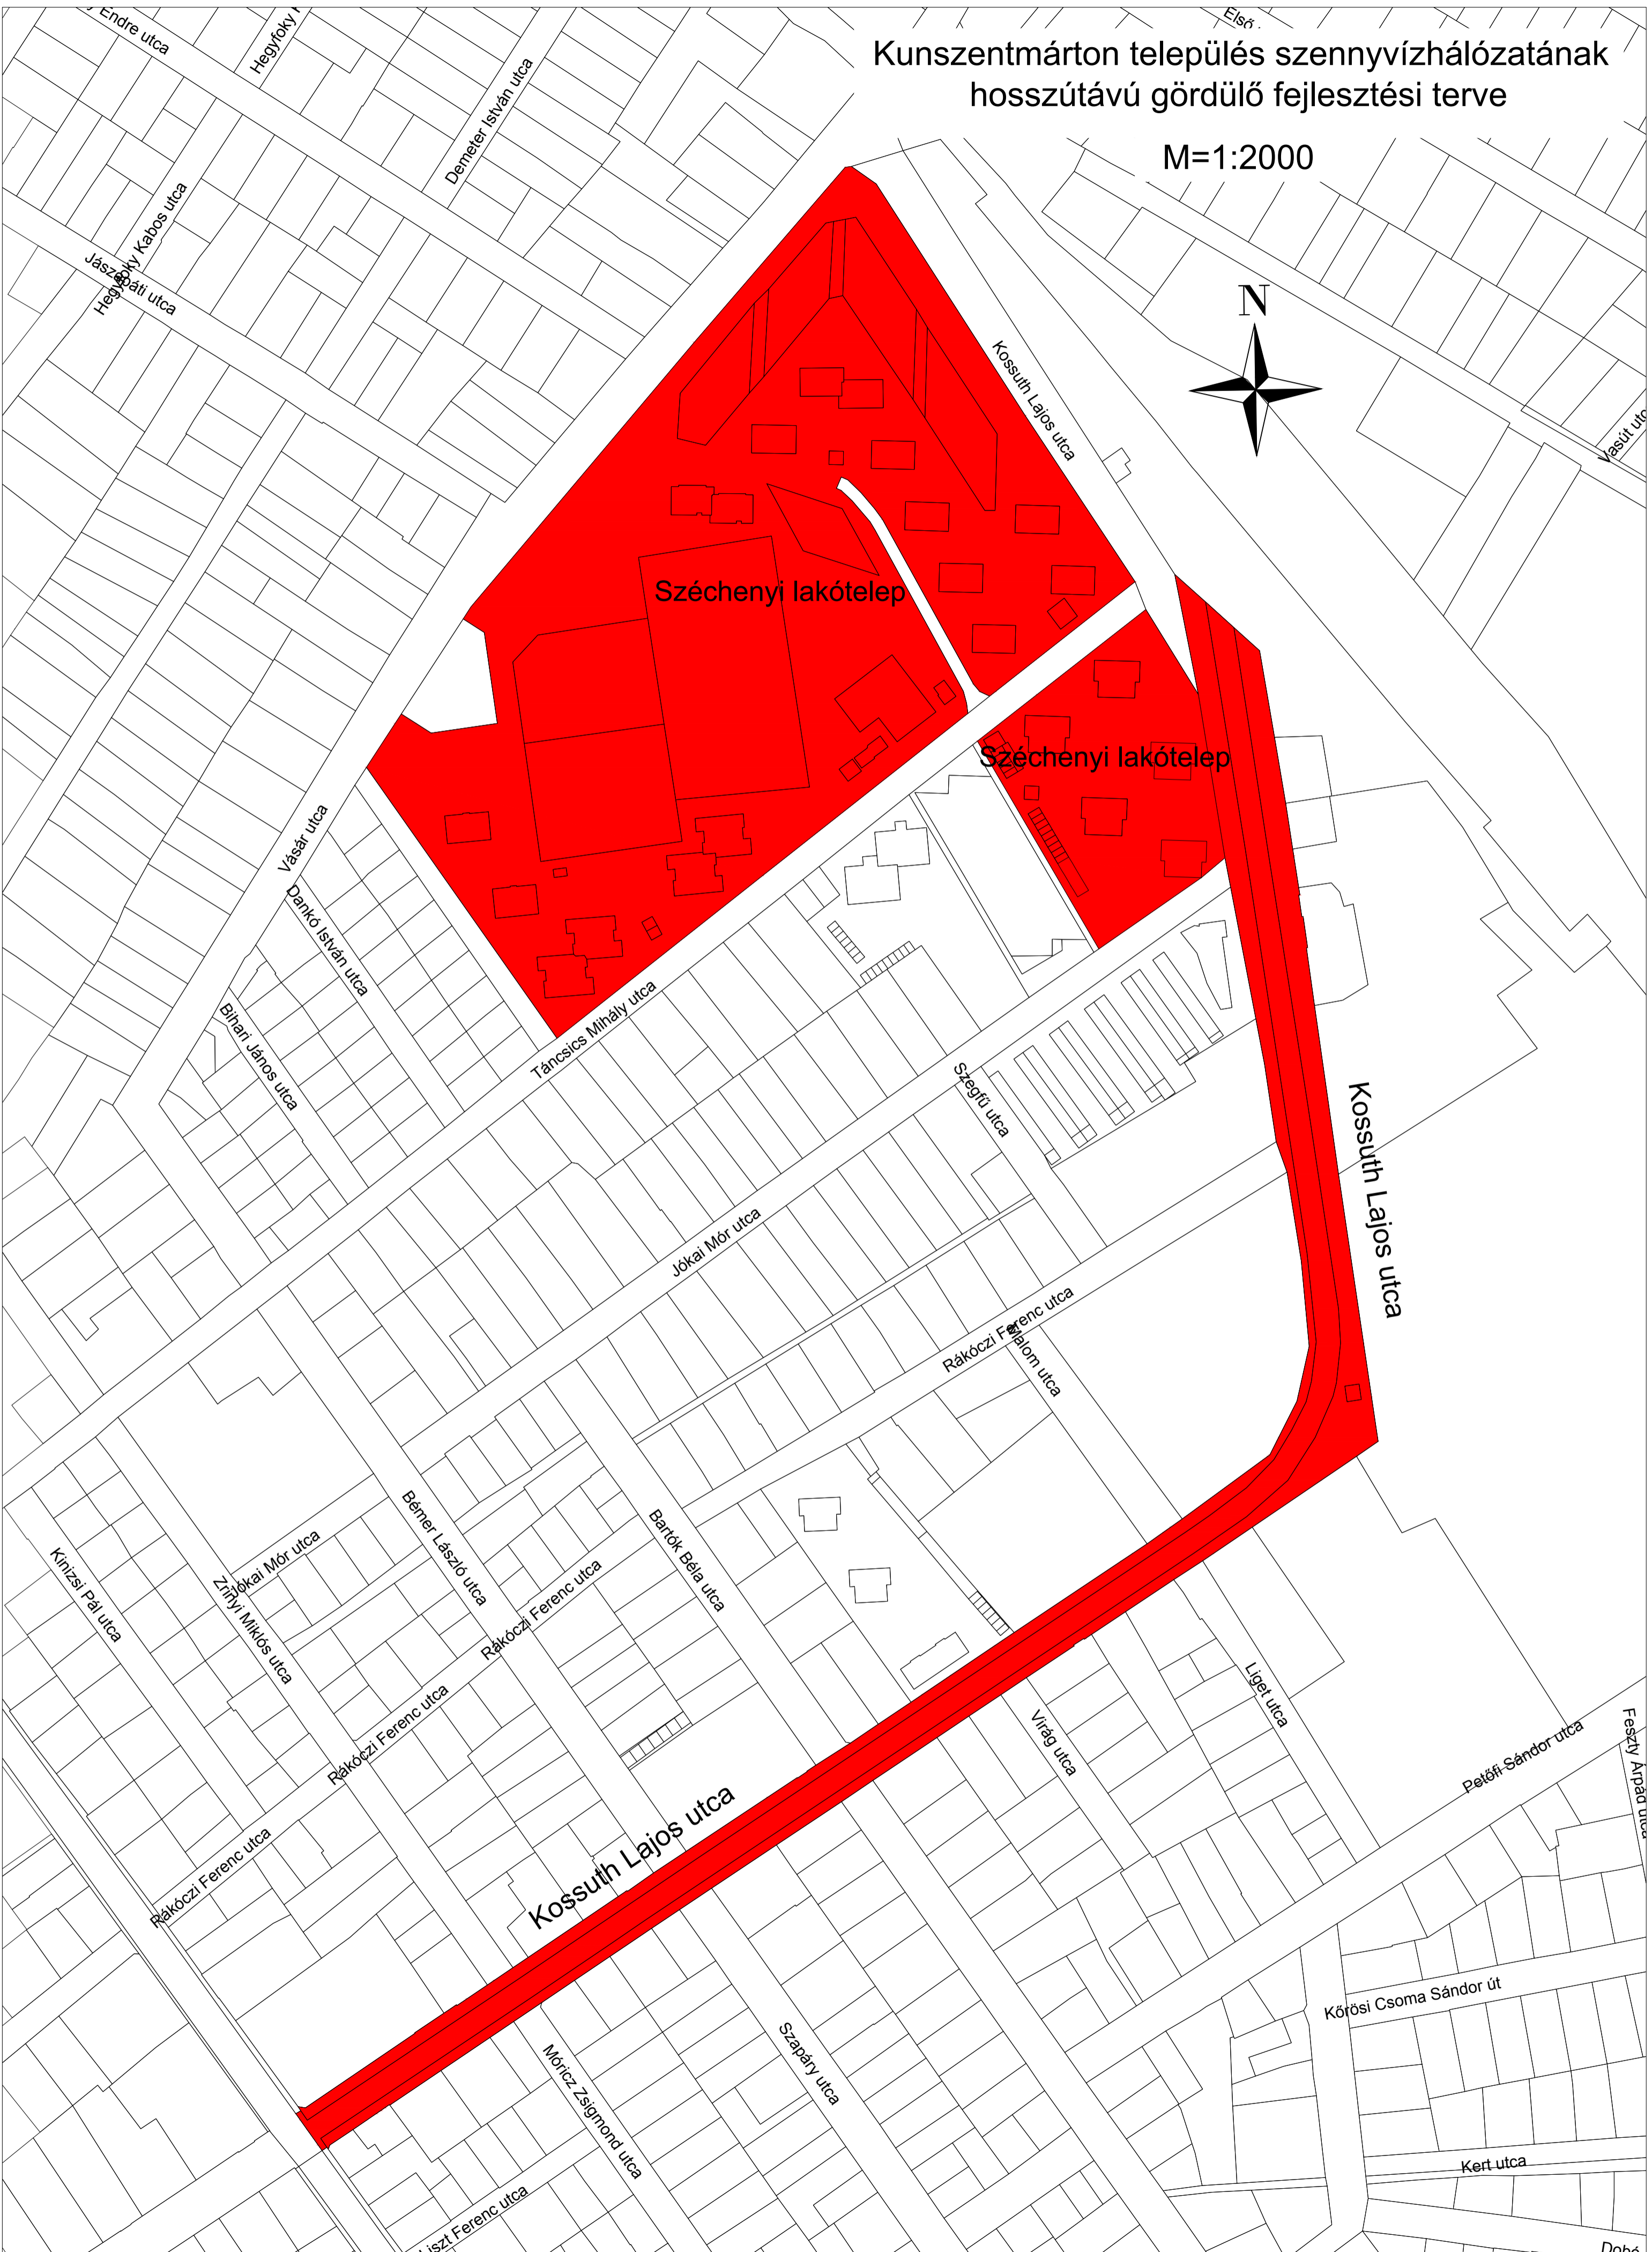 Endre utca
Első
Kunszentmárton település szennyvízhálózatának
hosszútávú gördülő fejlesztési terve
M=1:2000
Demeter István utca
Hegyfoky Kabos utca
Jászapáti utca
N
Kossuth Lajos utca
Széchenyi lakótelep
Széchenyi lakótelep
Vásár utca
Dankó István utca
Bihari János utca
Táncsics Mihály utca
Szegfű utca
Kossuth Lajos utca
Jókai Mór utca
Rákóczi Ferenc utca
Malom utca
Bémer László utca
Bartók Béla utca
Jókai Mór utca
Kinizsi Pál utca
Zrínyi Miklós utca
Rákóczi Ferenc utca
Rákóczi Ferenc utca
Liget utca
Virág utca
Petőfi Sándor utca
Feszty Árpád utca
Kossuth Lajos utca
Rákóczi Ferenc utca
Kőrösi Csoma Sándor út
Szapáry utca
Móricz Zsigmond utca
Kert utca
Liszt Ferenc utca